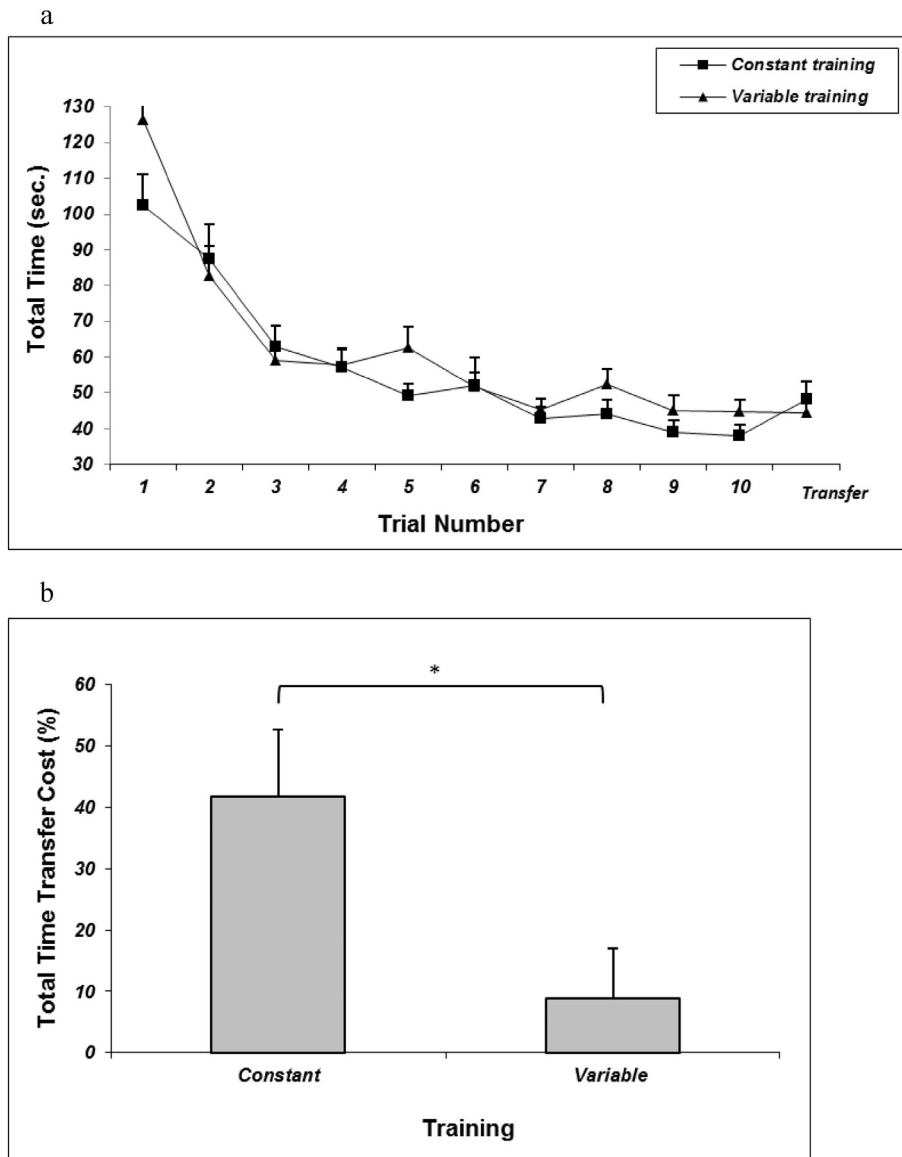 a
Constant training
Variable training
Total Time (sec.)
130
120
110
100
90
80
70
60
50
40
30
1 2 3 4 5 6 7 8 9 10 Transfer
Trial Number
b
*
Total Time Transfer Cost (%)
60
50
40
30
20
10
0
Constant Variable
Training